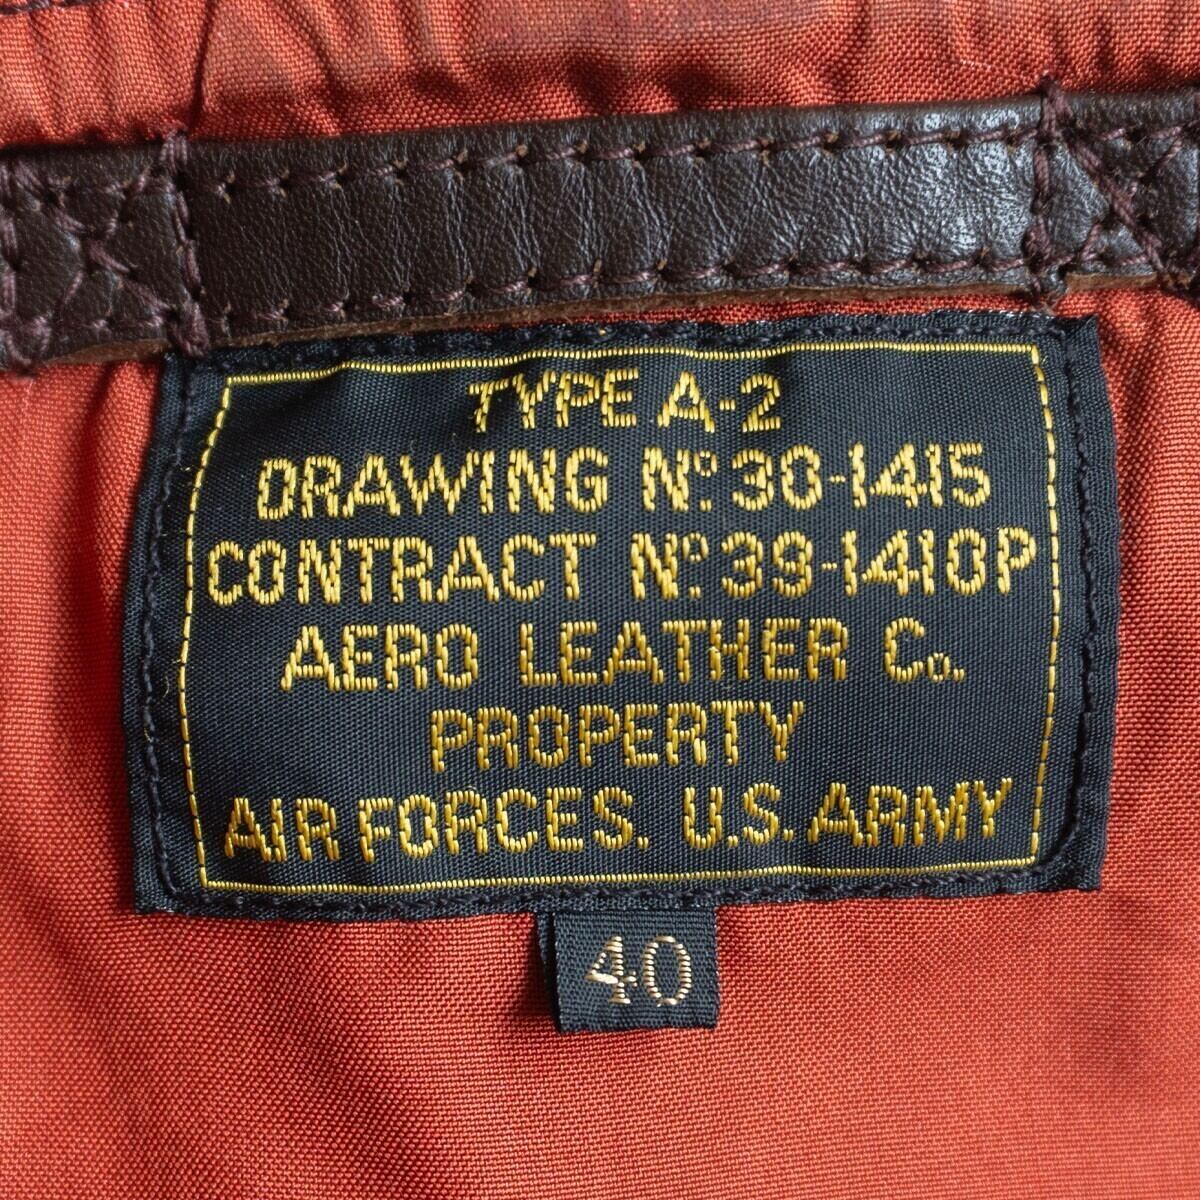 TYPE A-2
DRAWING Nº. 30-1415
CONTRACT Nº. 39-1410P
AERO LEATHER Co.
PROPERTY
AIR FORCES. U.S. ARMY
40